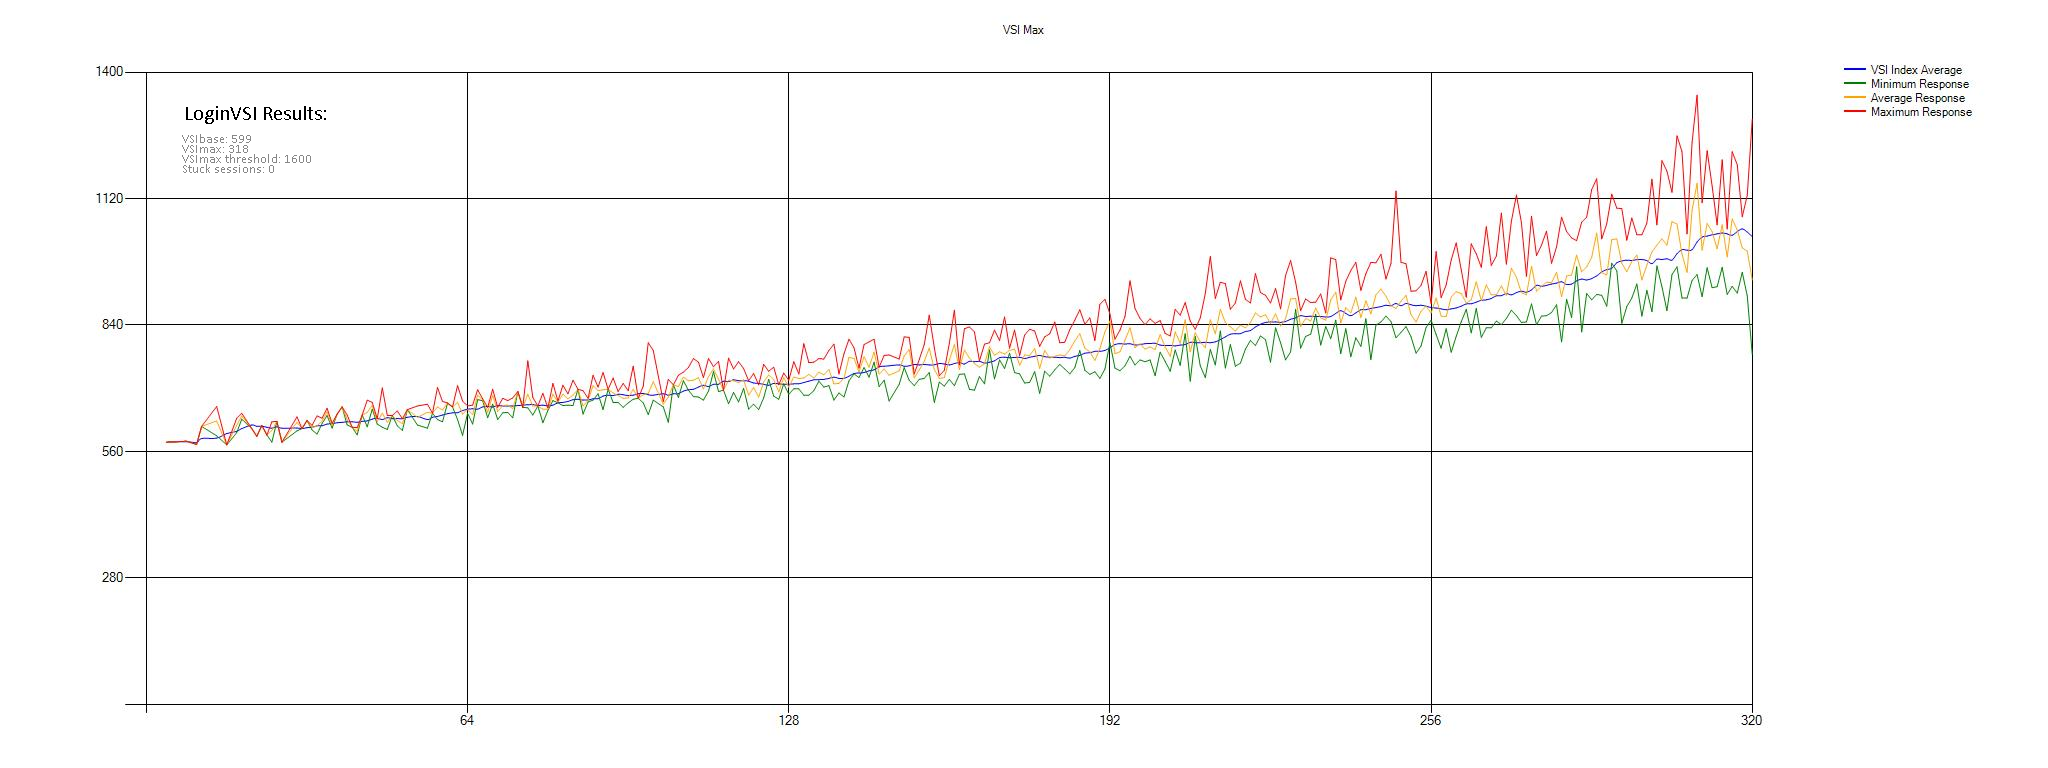 VSI Max
1400
1120
840
560
280
64
128
192
256
320
LoginVSI Results:
VSIbase: 599
VSImax: 318
VSImax threshold: 1600
Stuck sessions: 0
VSI Index Average
Minimum Response
Average Response
Maximum Response